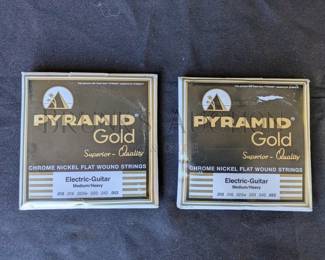 PYRAMID
Gold
Superior - Quality
CHROME NICKEL FLAT WOUND STRINGS
Electric-Guitar
Medium/Heavy
PYRAMID
Gold
Superior - Quality
CHROME NICKEL FLAT WOUND STRINGS
Electric-Guitar
Medium/Heavy